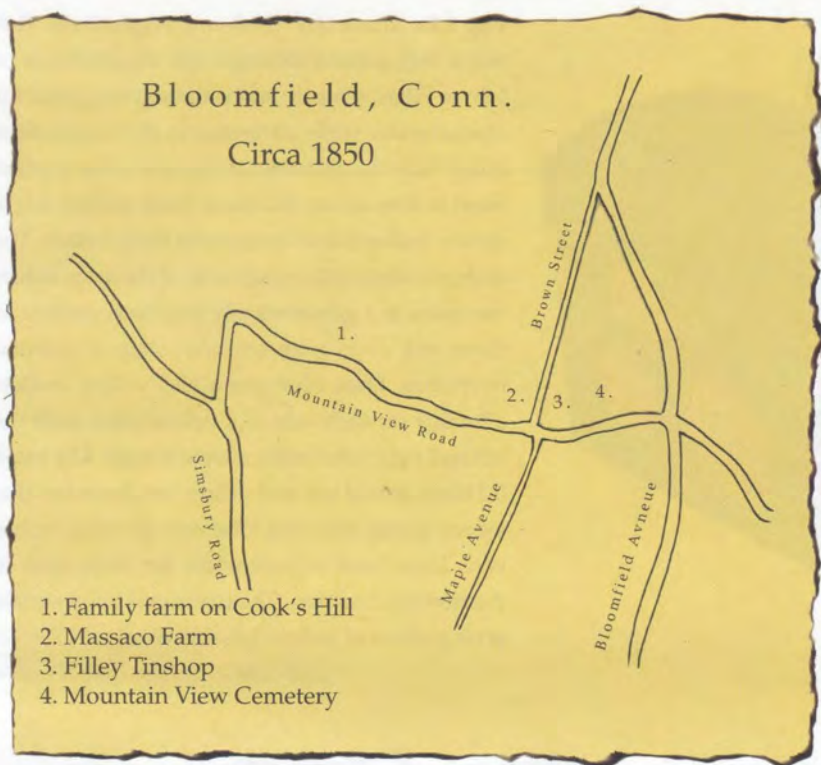 Bloomfield, Conn.
Circa 1850
Brown Street
1.
Mountain View Road
2.
3.
4.
Simsbury Road
Maple Avenue
Bloomfield Avneue
1. Family farm on Cook's Hill
2. Massaco Farm
3. Filley Tinshop
4. Mountain View Cemetery